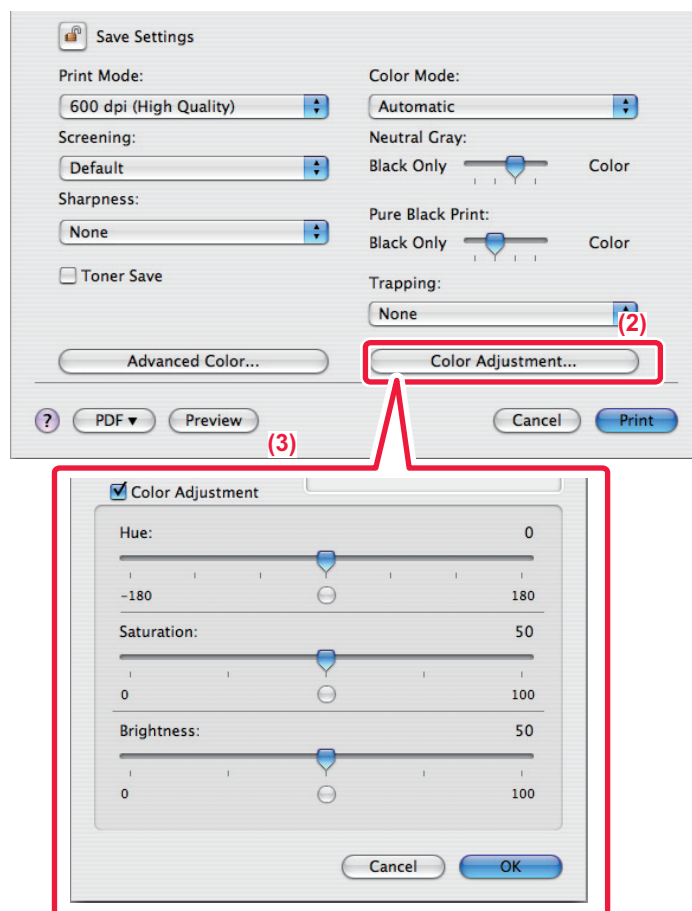 Save Settings
Print Mode:
600 dpi (High Quality)
Screening:
Default
Sharpness:
None
Toner Save
Color Mode:
Automatic
Neutral Gray:
Black Only Color
Pure Black Print:
Black Only Color
Trapping:
None
(2)
Advanced Color... Color Adjustment...
? PDF ▼ Preview Cancel Print
(3)
Color Adjustment
Hue: 0
-180 180
Saturation: 50
0 100
Brightness: 50
0 100
Cancel OK